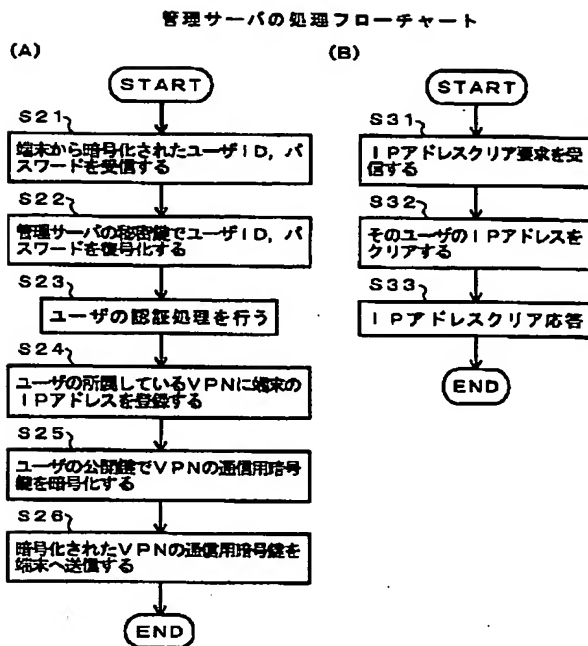 管理サーバの処理フローチャート
(A)
START
S21
端末から暗号化されたユーザID，パ
スワードを受信する
S22
管理サーバの秘密鍵でユーザID，パ
スワードを復号化する
S23
ユーザの認証処理を行う
S24
ユーザの所属しているVPNに端末の
IPアドレスを登録する
S25
ユーザの公開鍵でVPNの通信用暗号
鍵を暗号化する
S26
暗号化されたVPNの通信用暗号鍵を
端末へ送信する
END
(B)
START
S31
IPアドレスクリア要求を受
信する
S32
そのユーザのIPアドレスを
クリアする
S33
IPアドレスクリア応答
END